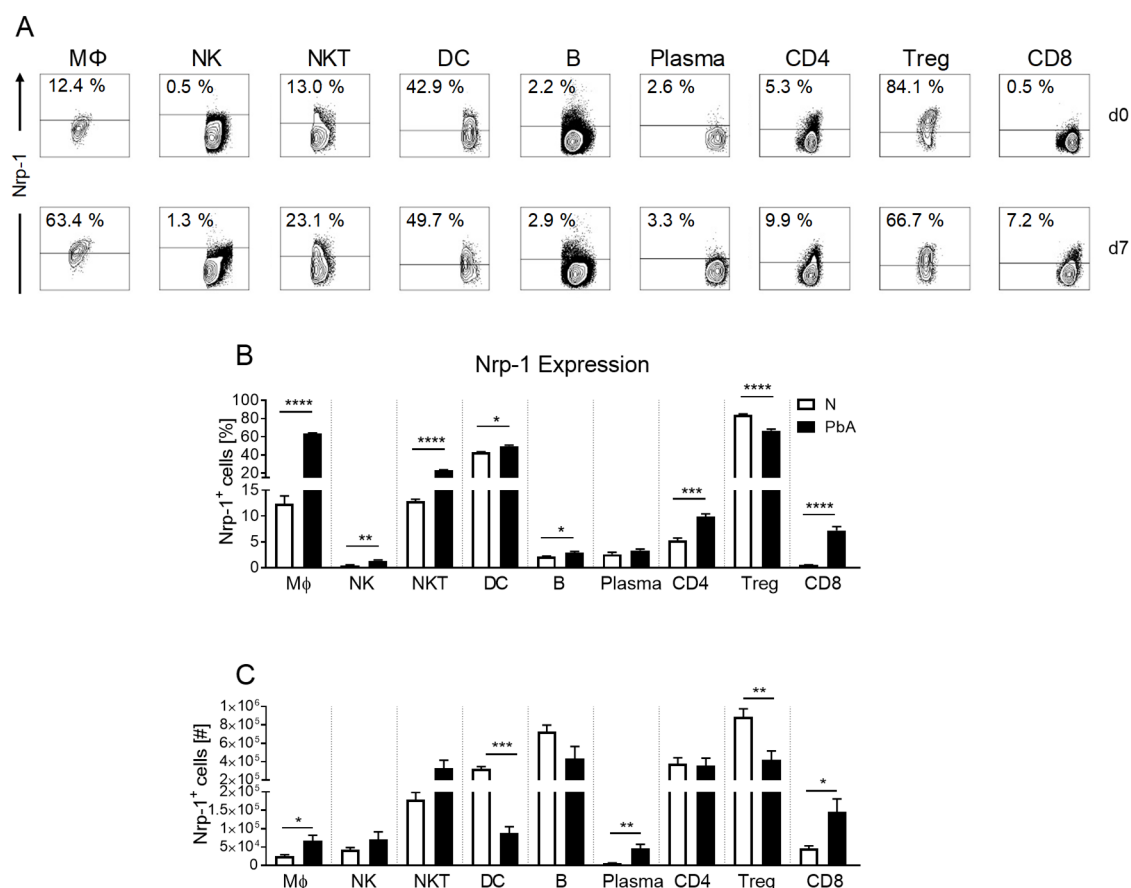 A
MΦ NK NKT DC B Plasma CD4 Treg CD8
12.4 % 0.5 % 13.0 % 42.9 % 2.2 % 2.6 % 5.3 % 84.1 % 0.5 %
d0
Nrp-1
63.4 % 1.3 % 23.1 % 49.7 % 2.9 % 3.3 % 9.9 % 66.7 % 7.2 %
d7
B
Nrp-1 Expression
Nrp-1⁺ cells [%]
100
80
60
40
20
15
10
5
0
**** ** **** * * *** **** ****
N
PbA
Mϕ NK NKT DC B Plasma CD4 Treg CD8
C
Nrp-1⁺ cells [#]
1×10⁶
8×10⁵
6×10⁵
4×10⁵
2×10⁵
1.5×10⁵
1×10⁵
5×10⁴
0
* *** ** ** *
Mϕ NK NKT DC B Plasma CD4 Treg CD8